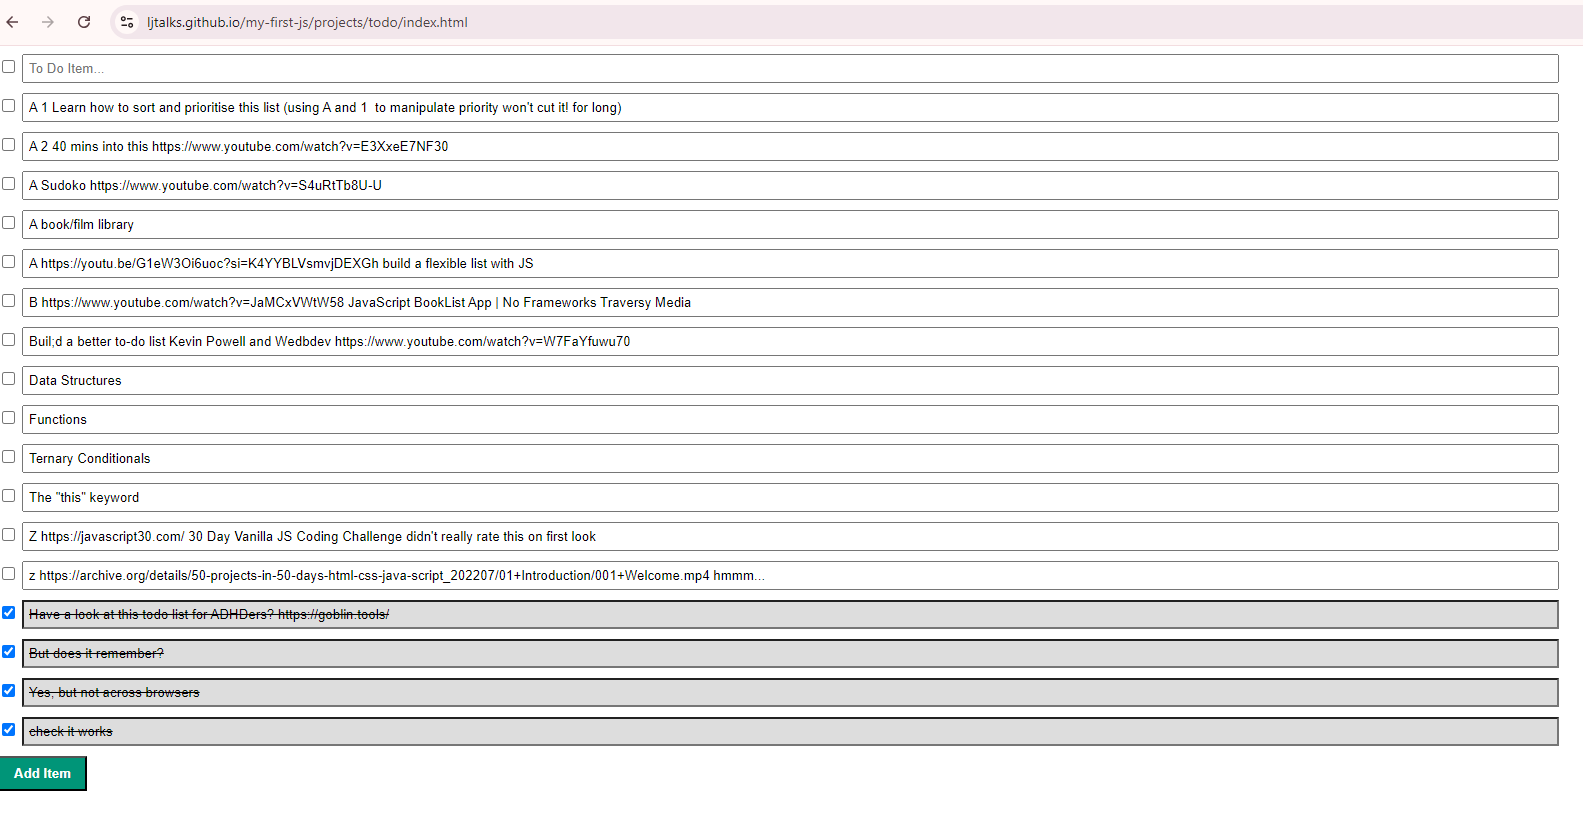 ljtalks.github.io/my-first-js/projects/todo/index.html
To Do Item...
A 1 Learn how to sort and prioritise this list (using A and 1  to manipulate priority won't cut it! for long)
A 2 40 mins into this https://www.youtube.com/watch?v=E3XxeE7NF30
A Sudoko https://www.youtube.com/watch?v=S4uRtTb8U-U
A book/film library
A https://youtu.be/G1eW3Oi6uoc?si=K4YYBLVsmvjDEXGh build a flexible list with JS
B https://www.youtube.com/watch?v=JaMCxVWtW58 JavaScript BookList App | No Frameworks Traversy Media
Buil;d a better to-do list Kevin Powell and Wedbdev https://www.youtube.com/watch?v=W7FaYfuwu70
Data Structures
Functions
Ternary Conditionals
The "this" keyword
Z https://javascript30.com/ 30 Day Vanilla JS Coding Challenge didn't really rate this on first look
z https://archive.org/details/50-projects-in-50-days-html-css-java-script_202207/01+Introduction/001+Welcome.mp4 hmmm...
Have a look at this todo list for ADHDers? https://goblin.tools/
But does it remember?
Yes, but not across browsers
check it works
Add Item